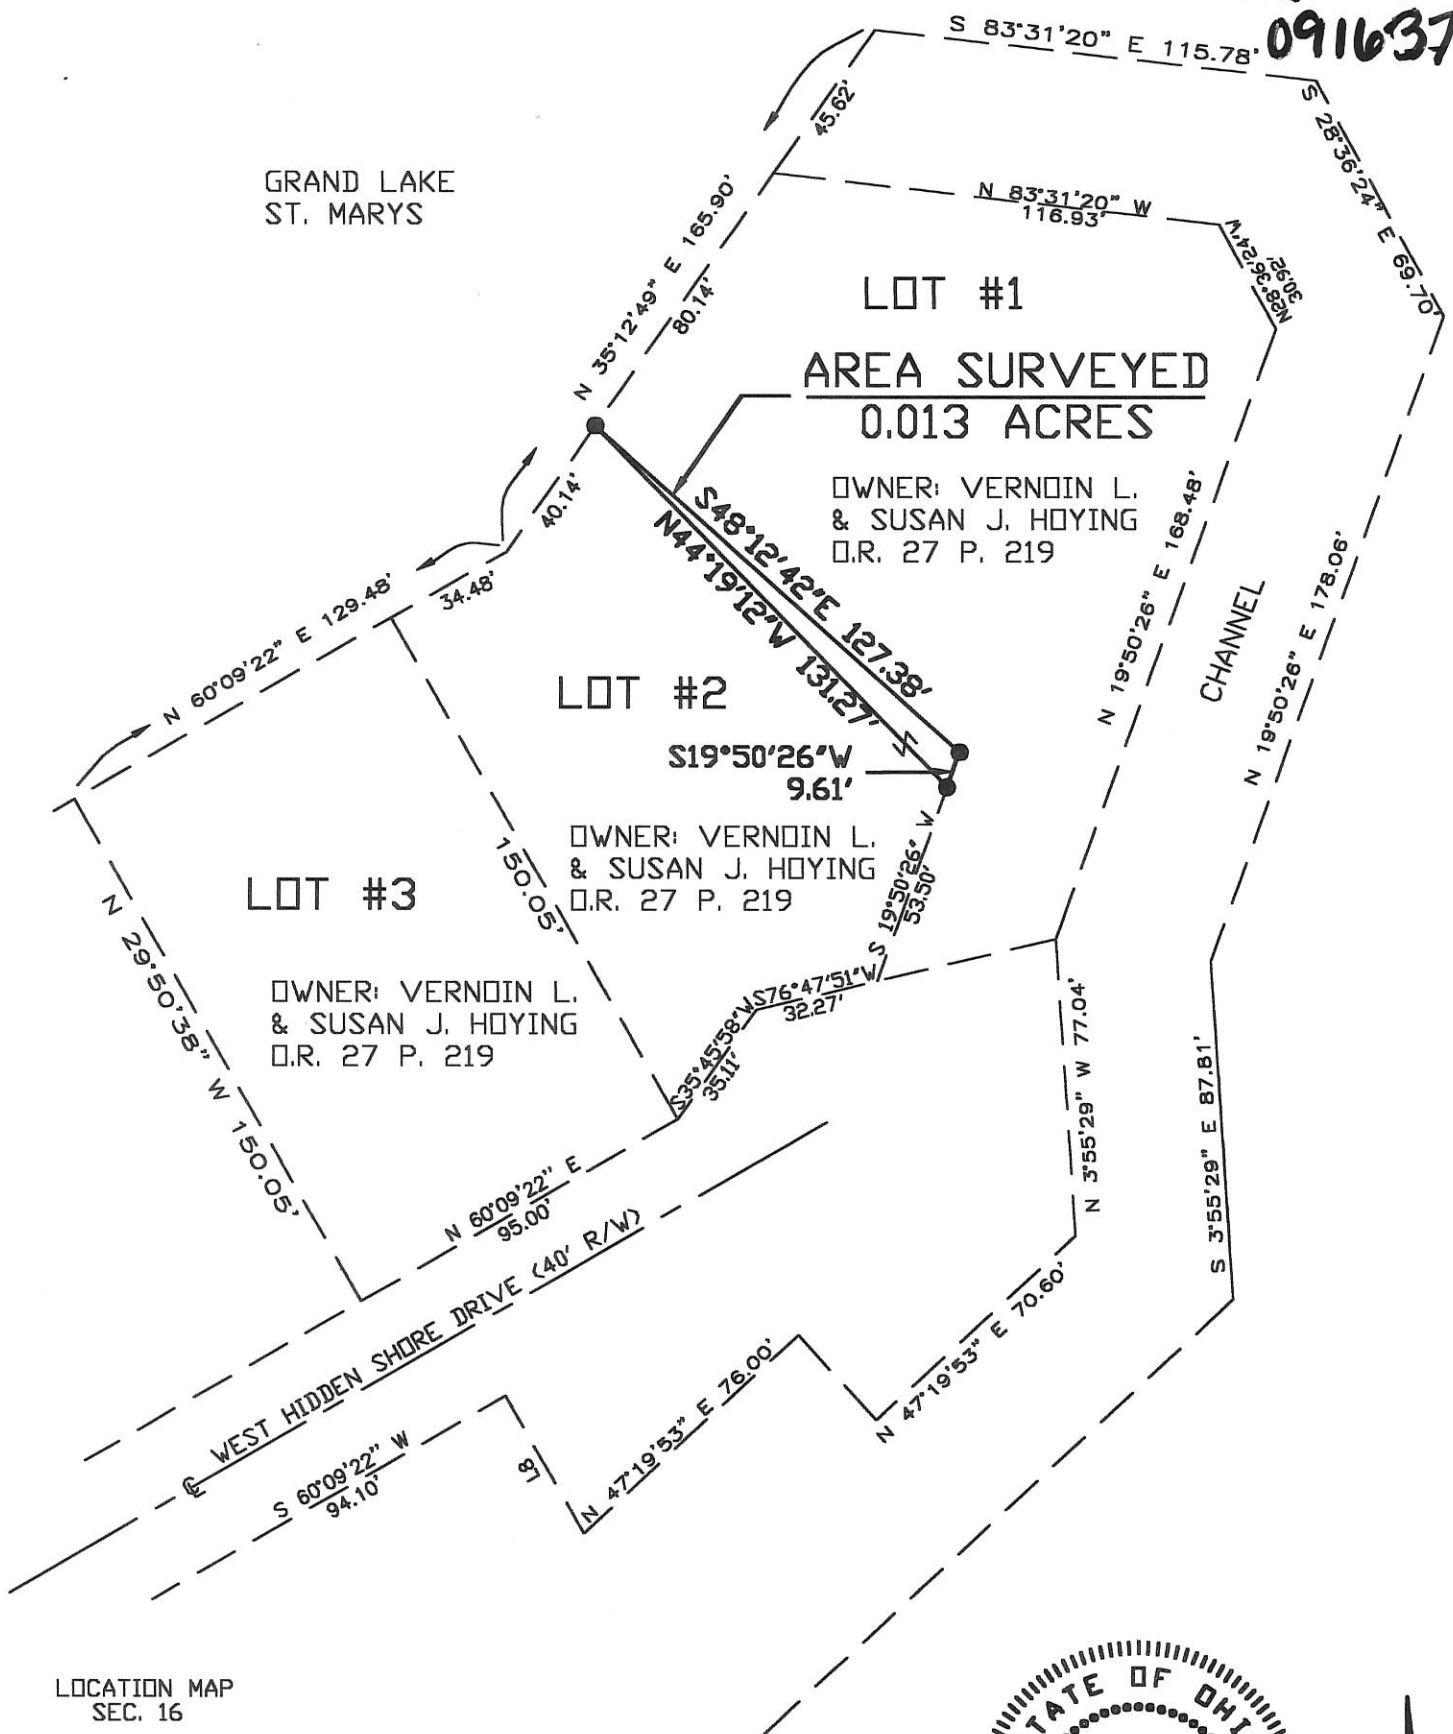 091637
S 83°31'20" E 115.78'
45.62'
S 28°36'24" E 69.70'
GRAND LAKE
ST. MARYS
N 83°31'20" W
116.93'
N28°36'24"W
30.92'
N 35°12'49" E 165.90'
80.14'
LOT #1
AREA SURVEYED
0.013 ACRES
OWNER: VERNOIN L.
& SUSAN J. HOYING
O.R. 27 P. 219
40.14'
S48°12'42"E 127.38'
N44°19'12"W 131.27'
N 19°50'26" E 168.48'
CHANNEL
N 19°50'26" E 178.06'
N 60°09'22" E 129.48'
34.48'
LOT #2
S19°50'26"W
9.61'
OWNER: VERNOIN L.
& SUSAN J. HOYING
O.R. 27 P. 219
150.05'
S 19°50'26" W
53.50'
LOT #3
N 29°50'38" W 150.05'
OWNER: VERNOIN L.
& SUSAN J. HOYING
O.R. 27 P. 219
S76°47'51"W
32.27'
S35°45'58"W
35.11'
N 3°55'29" W 77.04'
S 3°55'29" E 87.81'
N 60°09'22" E
95.00'
WEST HIDDEN SHORE DRIVE (40' R/W)
S 60°09'22" W
94.10'
L8
N 47°19'53" E 76.00'
N 47°19'53" E 70.60'
LOCATION MAP
SEC. 16
STATE OF OHI